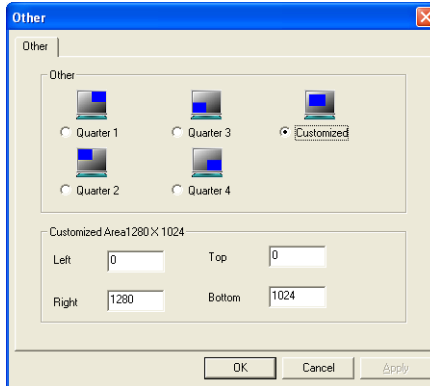 Other
Other
Other
Quarter 1
Quarter 3
Customized
Quarter 2
Quarter 4
Customized Area1280 X 1024
Left 0 Top 0
Right 1280 Bottom 1024
OK Cancel Apply